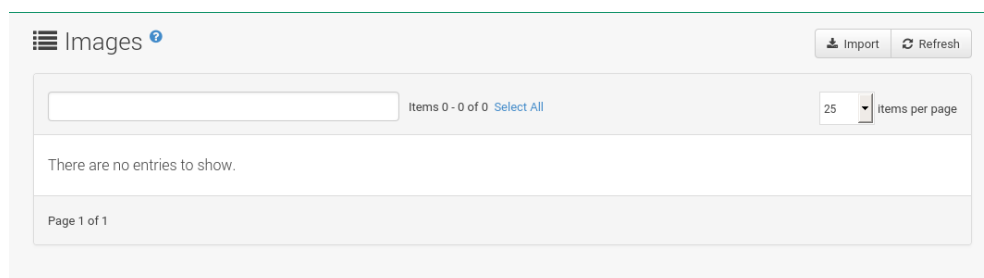 Images ?
Import Refresh
Items 0 - 0 of 0 Select All 25 items per page
There are no entries to show.
Page 1 of 1